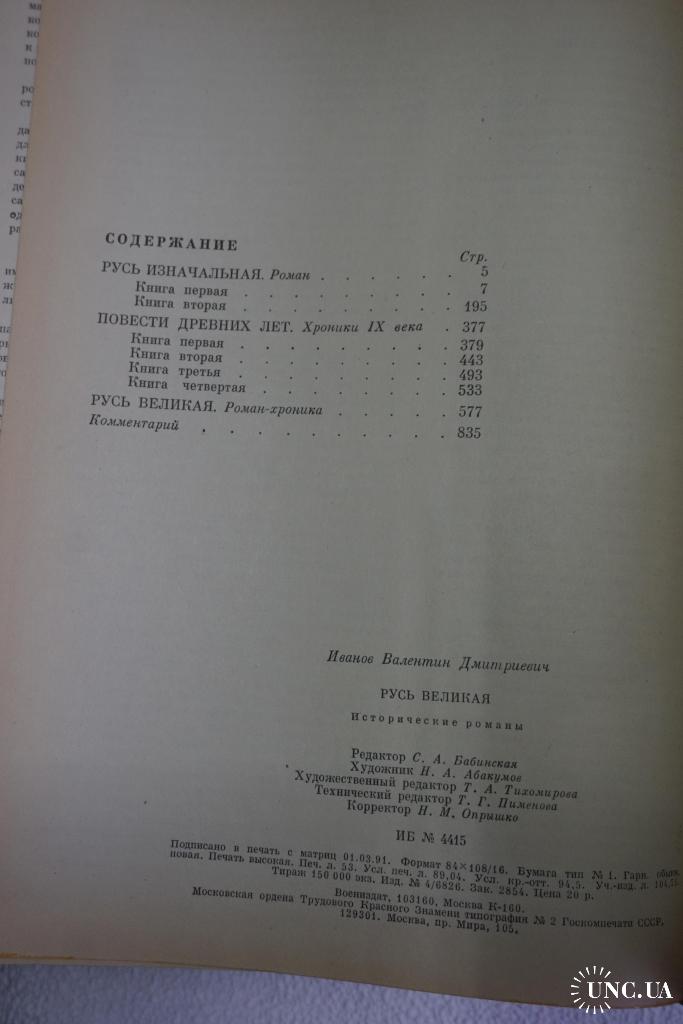 СОДЕРЖАНИЕ
Стр.
РУСЬ ИЗНАЧАЛЬНАЯ. Роман . . . . . 5
Книга первая . . . . . . . . 7
Книга вторая . . . . . . . . 195
ПОВЕСТИ ДРЕВНИХ ЛЕТ. Хроники IX века . 377
Книга первая . . . . . . . . 379
Книга вторая . . . . . . . . 443
Книга третья . . . . . . . . 493
Книга четвертая . . . . . . . 533
РУСЬ ВЕЛИКАЯ. Роман-хроника . . . . . 577
Комментарий . . . . . . . . . 835
Иванов Валентин Дмитриевич
РУСЬ ВЕЛИКАЯ
Исторические романы
Редактор С. А. Бабинская
Художник Н. А. Абакумов
Художественный редактор Т. А. Тихомирова
Технический редактор Т. Г. Пименова
Корректор Н. М. Опрышко
ИБ № 4415
Подписано в печать с матриц 01.03.91. Формат 84×108/16. Бумага тип № 1. Гарн. обыкн.
новая. Печать высокая. Печ. л. 53. Усл. печ. л. 89,04. Усл. кр.-отт. 94,5. Уч.-изд. л.
Тираж 150 000 экз. Изд. № 4/6826. Зак. 2854. Цена 20 р.
Воениздат, 103160, Москва К-160.
Московская ордена Трудового Красного Знамени типография № 2 Госкомпечати СССР.
129301. Москва, пр. Мира, 105.
UNC.UA